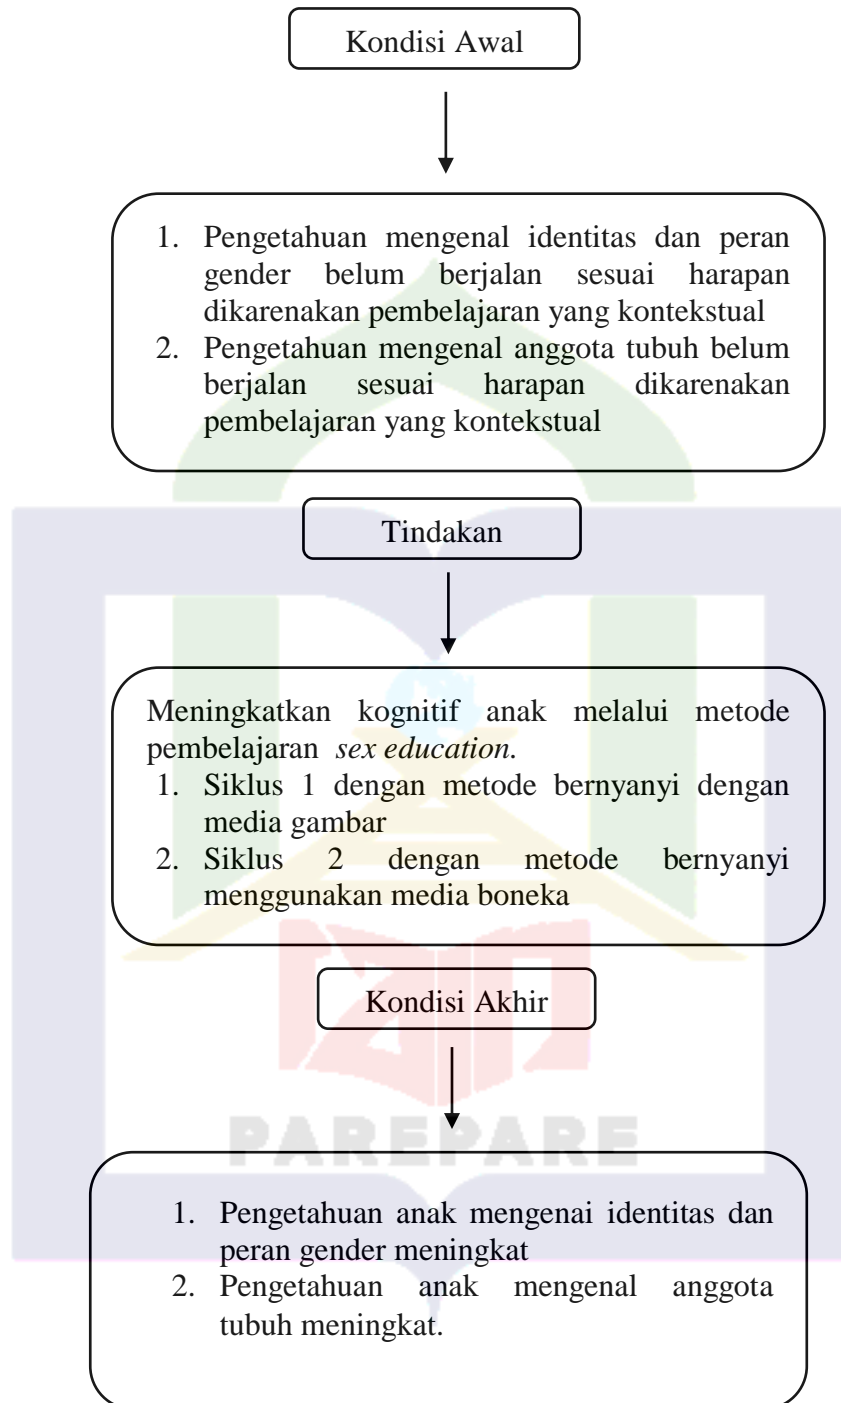 Kondisi Awal
1. Pengetahuan mengenal identitas dan peran
gender belum berjalan sesuai harapan
dikarenakan pembelajaran yang kontekstual
2. Pengetahuan mengenal anggota tubuh belum
berjalan sesuai harapan dikarenakan
pembelajaran yang kontekstual
Tindakan
Meningkatkan kognitif anak melalui metode
pembelajaran sex education.
1. Siklus 1 dengan metode bernyanyi dengan
media gambar
2. Siklus 2 dengan metode bernyanyi
menggunakan media boneka
Kondisi Akhir
PAREPARE
1. Pengetahuan anak mengenai identitas dan
peran gender meningkat
2. Pengetahuan anak mengenal anggota
tubuh meningkat.